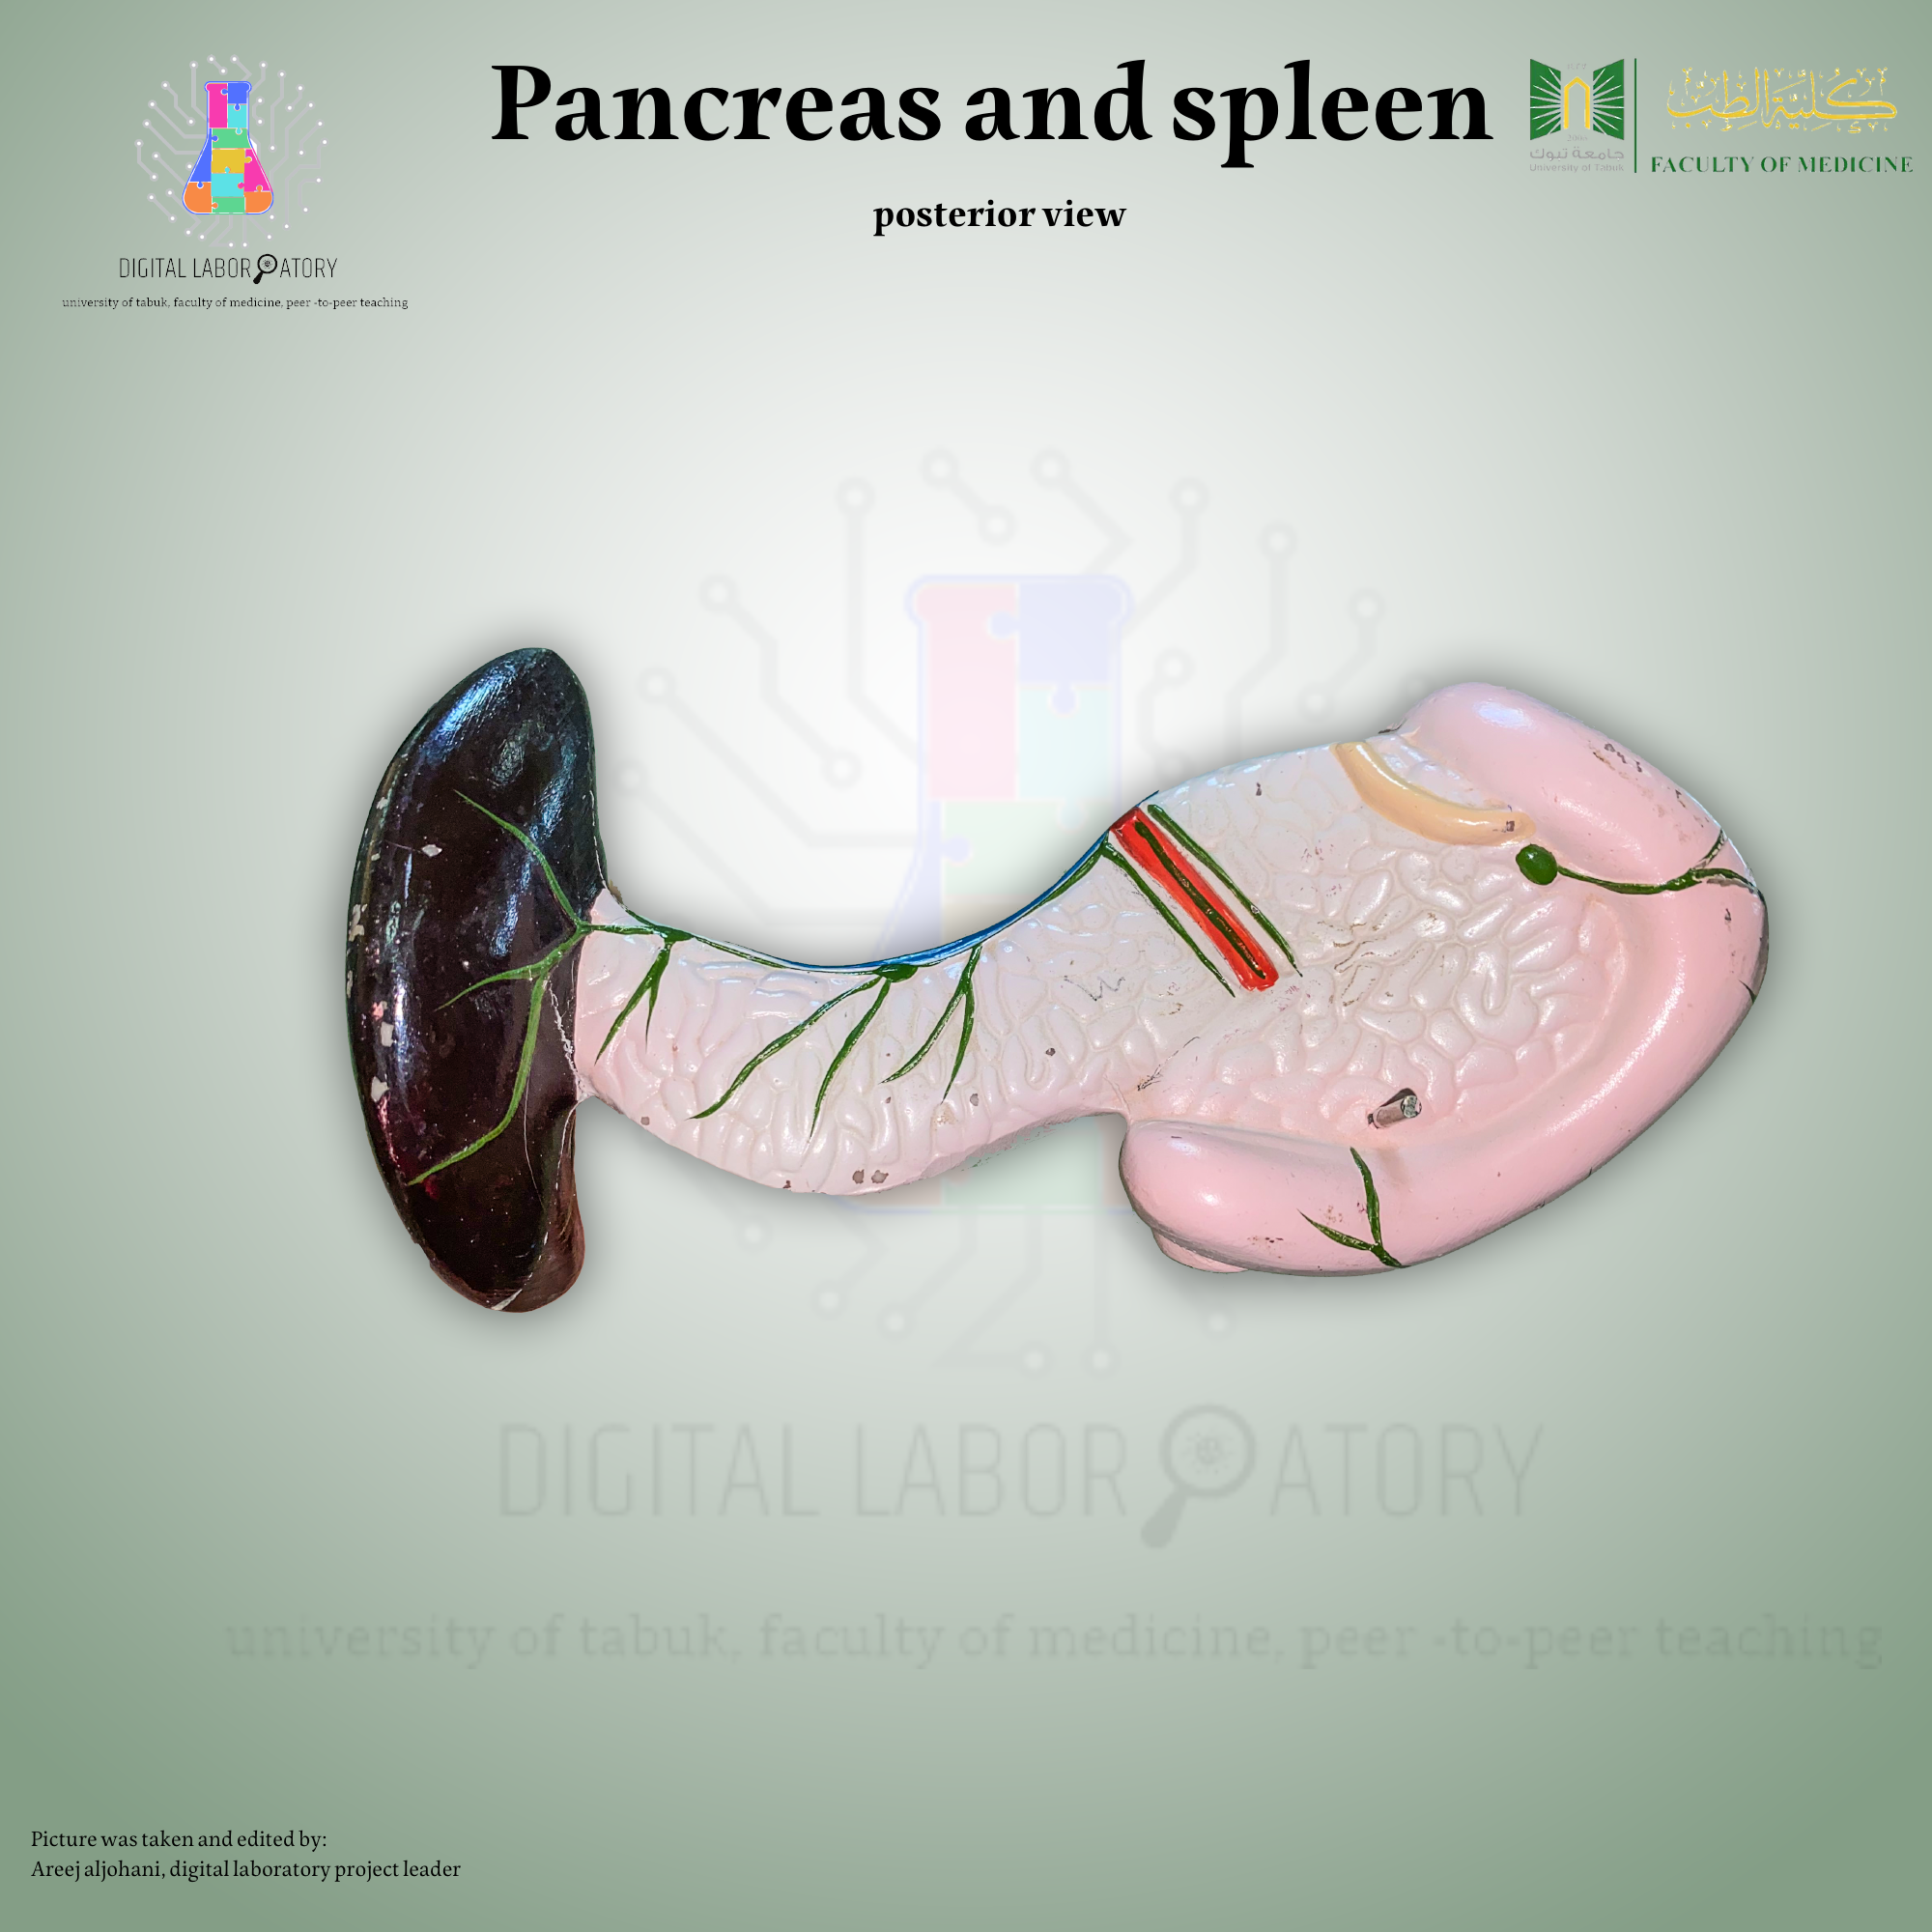 Pancreas and spleen
posterior view
DIGITAL LABORATORY
university of tabuk, faculty of medicine, peer -to-peer teaching
كلية الطب
FACULTY OF MEDICINE
جامعة تبوك
University of Tabuk
DIGITAL LABORATORY
university of tabuk, faculty of medicine, peer -to-peer teaching
Picture was taken and edited by:
Areej aljohani, digital laboratory project leader